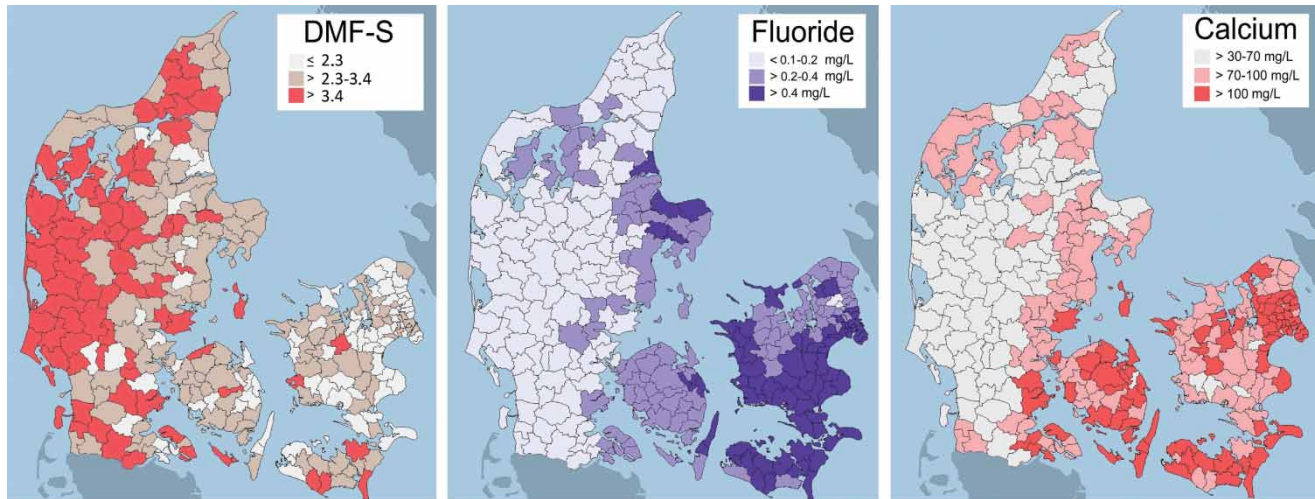 DMF-S
≤ 2.3
> 2.3-3.4
> 3.4
Fluoride
< 0.1-0.2 mg/L
> 0.2-0.4 mg/L
> 0.4 mg/L
Calcium
> 30-70 mg/L
> 70-100 mg/L
> 100 mg/L